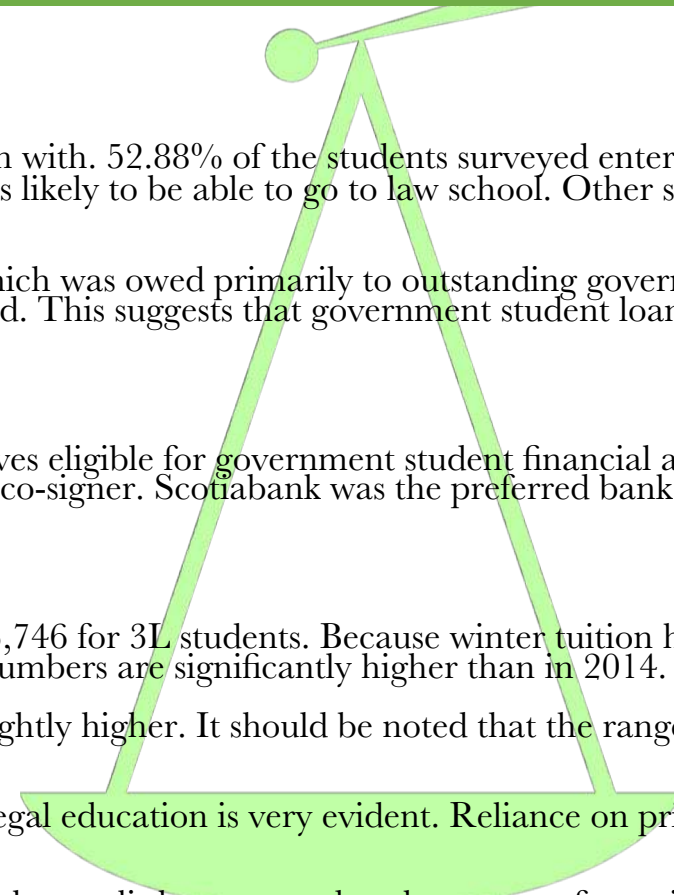 with. 52.88% of the students surveyed enter
likely to be able to go to law school. Other s
which was owed primarily to outstanding gover
d. This suggests that government student loan
ves eligible for government student financial a
co-signer. Scotiabank was the preferred bank
,746 for 3L students. Because winter tuition h
umbers are significantly higher than in 2014.
ghtly higher. It should be noted that the range
egal education is very evident. Reliance on pri